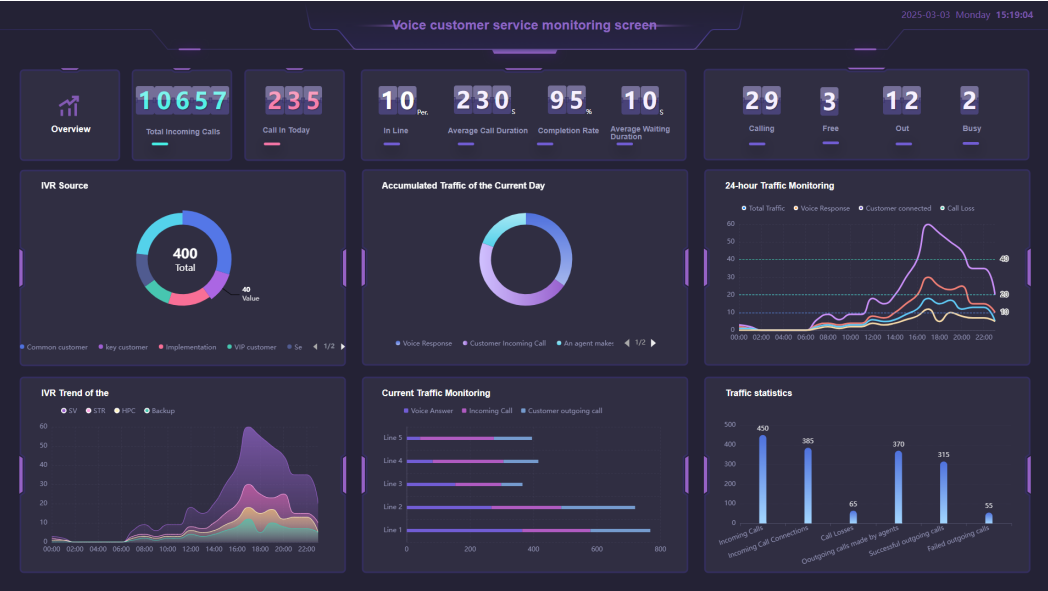 Voice customer service monitoring screen
2025-03-03 Monday 15:19:04
Overview
10657
Total Incoming Calls
235
Call In Today
10 Per.
In Line
230 S
Average Call Duration
95 %
Completion Rate
10 S
Average Waiting
Duration
29
Calling
3
Free
12
Out
2
Busy
IVR Source
400
Total
40
Value
Common customer key customer Implementation VIP customer Se 1/2
Accumulated Traffic of the Current Day
Voice Response Customer Incoming Call An agent makes 1/2
24-hour Traffic Monitoring
Total Traffic Voice Response Customer connected Call Loss
60
50
40
30
20
10
0
40
20
10
00:00 02:00 04:00 06:00 08:00 10:00 12:00 14:00 16:00 18:00 20:00 22:00
IVR Trend of the
SV STR HPC Backup
60
50
40
30
20
10
0
00:00 02:00 04:00 06:00 08:00 10:00 12:00 14:00 16:00 18:00 20:00 22:00
Current Traffic Monitoring
Voice Answer Incoming Call Customer outgoing call
Line 5
Line 4
Line 3
Line 2
Line 1
0 200 400 600 800
Traffic statistics
500
400
300
200
100
0
450
385
65
370
315
55
Incoming Calls
Incoming Call Connections
Call Losses
Ooutgoing calls made by agents
Successful outgoing calls
Failed outgoing calls